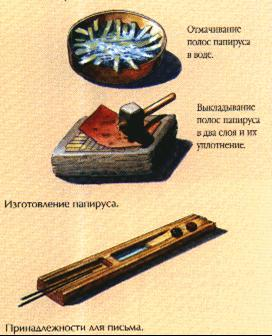 Отмачивание
полос папируса
в воде.
Выкладывание
полос папируса
в два слоя и их
уплотнение.
Изготовление папируса.
Принадлежности для письма.